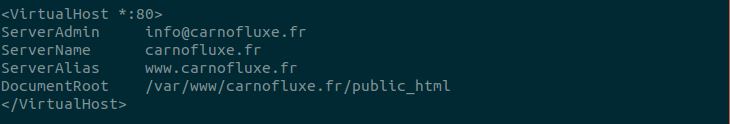 <VirtualHost *:80>
ServerAdmin     info@carnofluxe.fr
ServerName      carnofluxe.fr
ServerAlias     www.carnofluxe.fr
DocumentRoot    /var/www/carnofluxe.fr/public_html
</VirtualHost>